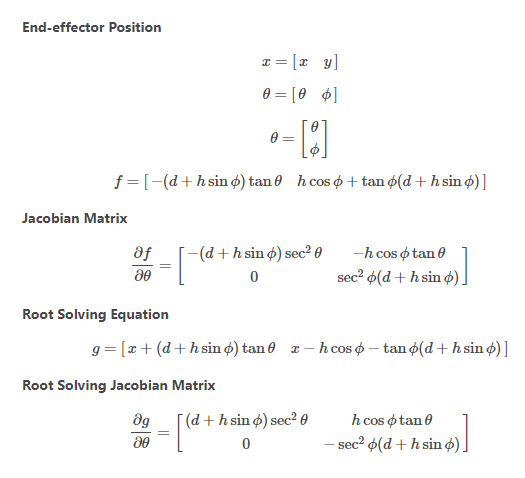 End-effector Position
x = [x y]
θ = [θ ϕ]
θ = [θ ϕ]
f = [−(d + h sin ϕ) tan θ h cos ϕ + tan ϕ(d + h sin ϕ)]
Jacobian Matrix
∂f/∂θ = [−(d + h sin ϕ) sec² θ −h cos ϕ tan θ
0 sec² ϕ(d + h sin ϕ)]
Root Solving Equation
g = [x + (d + h sin ϕ) tan θ x − h cos ϕ − tan ϕ(d + h sin ϕ)]
Root Solving Jacobian Matrix
∂g/∂θ = [(d + h sin ϕ) sec² θ h cos ϕ tan θ
0 − sec² ϕ(d + h sin ϕ)]